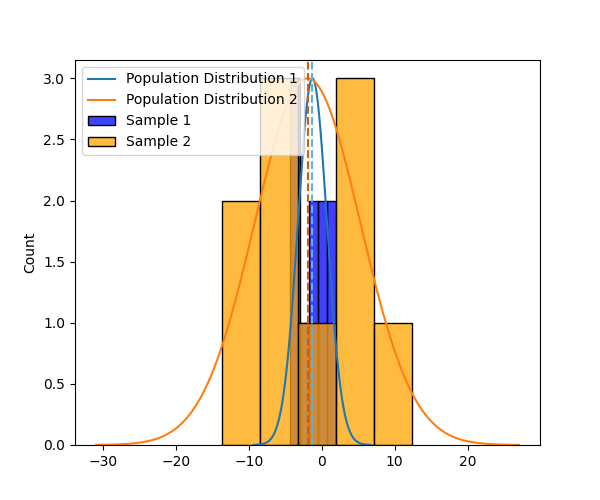 Population Distribution 1
Population Distribution 2
Sample 1
Sample 2
3.0
2.5
2.0
1.5
1.0
0.5
0.0
Count
−30 −20 −10 0 10 20